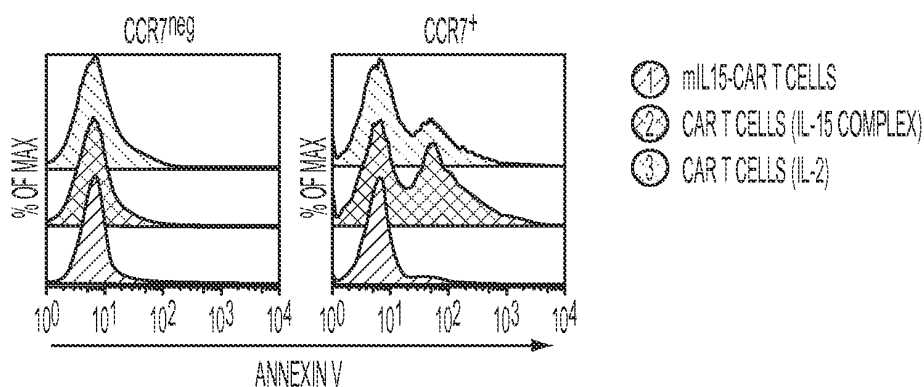 CCR7neg
CCR7+
% OF MAX
% OF MAX
10^0 10^1 10^2 10^3 10^4
10^0 10^1 10^2 10^3 10^4
ANNEXIN V
1 mIL15-CAR T CELLS
2 CAR T CELLS (IL-15 COMPLEX)
3 CAR T CELLS (IL-2)